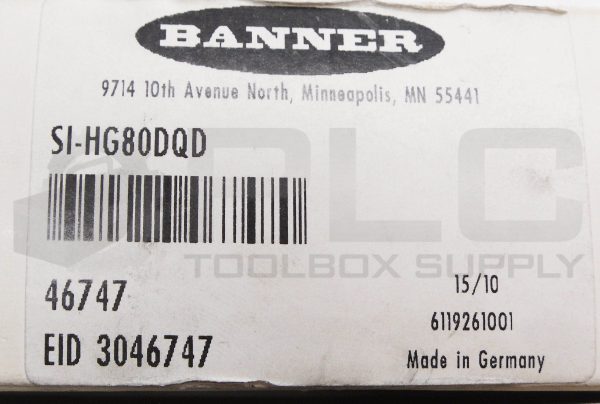 BANNER
9714 10th Avenue North, Minneapolis, MN 55441
SI-HG80DQD
PLC
TOOLBOX SUPPLY
46747
15/10
6119261001
EID 3046747
Made in Germany